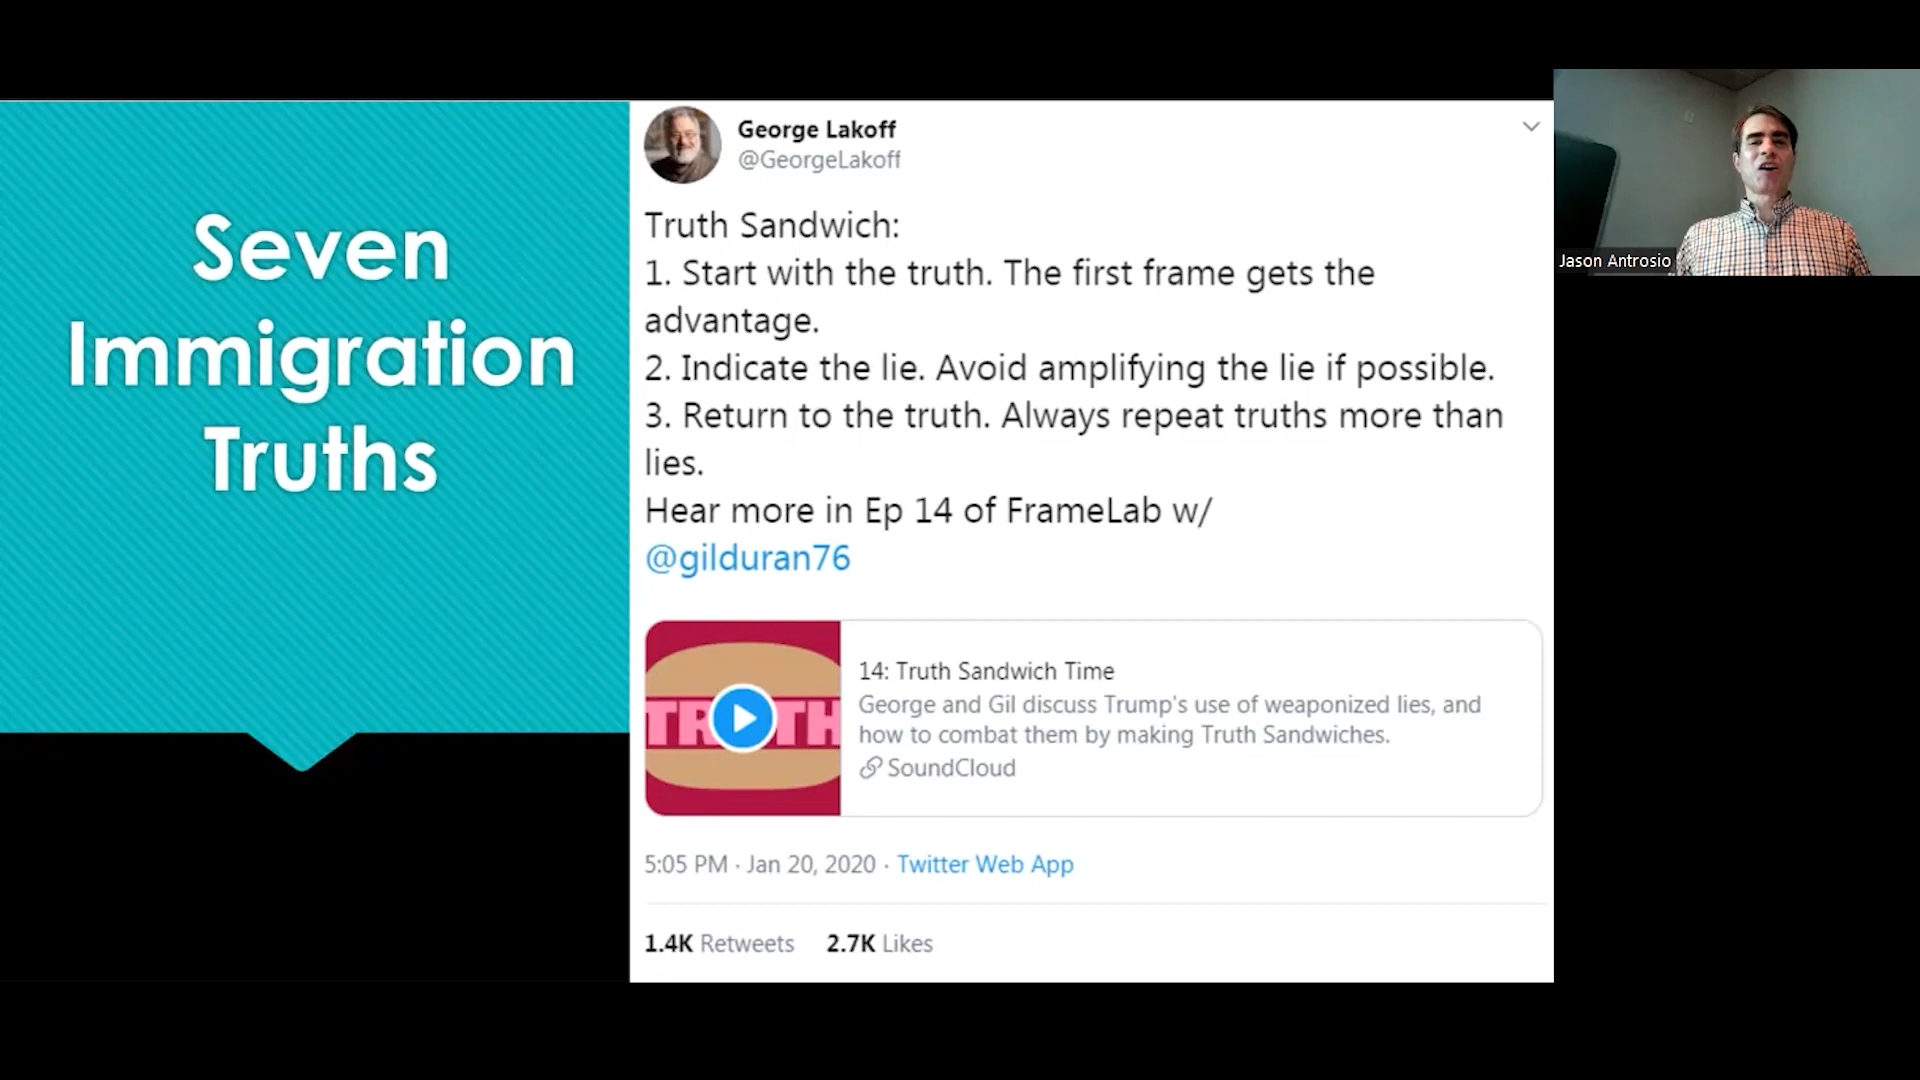 Seven
Immigration
Truths
George Lakoff
@GeorgeLakoff
Truth Sandwich:
1. Start with the truth. The first frame gets the
advantage.
2. Indicate the lie. Avoid amplifying the lie if possible.
3. Return to the truth. Always repeat truths more than
lies.
Hear more in Ep 14 of FrameLab w/
@gilduran76
TR TH
14: Truth Sandwich Time
George and Gil discuss Trump's use of weaponized lies, and
how to combat them by making Truth Sandwiches.
SoundCloud
5:05 PM · Jan 20, 2020 · Twitter Web App
1.4K Retweets 2.7K Likes
Jason Antrosio